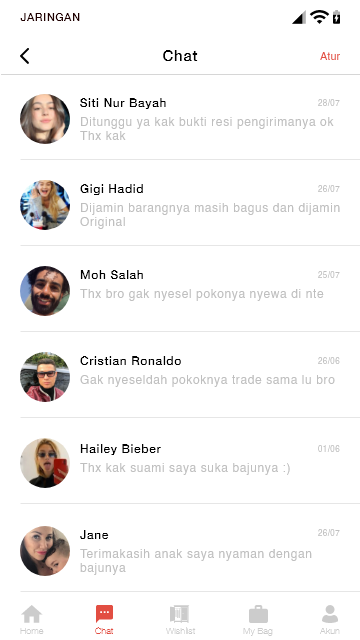 JARINGAN
Chat
Atur
Siti Nur Bayah
28/07
Ditunggu ya kak bukti resi pengirimanya ok
Thx kak
Gigi Hadid
26/07
Dijamin barangnya masih bagus dan dijamin
Original
Moh Salah
25/07
Thx bro gak nyesel pokonya nyewa di nte
Cristian Ronaldo
26/06
Gak nyeseldah pokoknya trade sama lu bro
Hailey Bieber
01/06
Thx kak suami saya suka bajunya :)
Jane
26/07
Terimakasih anak saya nyaman dengan
bajunya
Home
Chat
Wishlist
My Bag
Akun